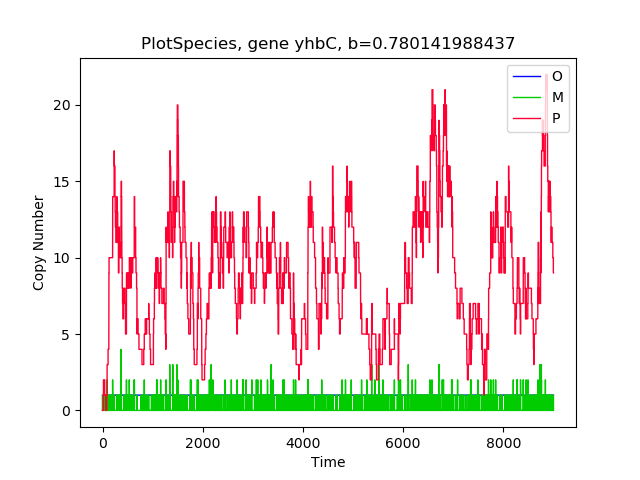 PlotSpecies, gene yhbC, b=0.780141988437
O
M
P
Copy Number
20
15
10
5
0
0 2000 4000 6000 8000
Time